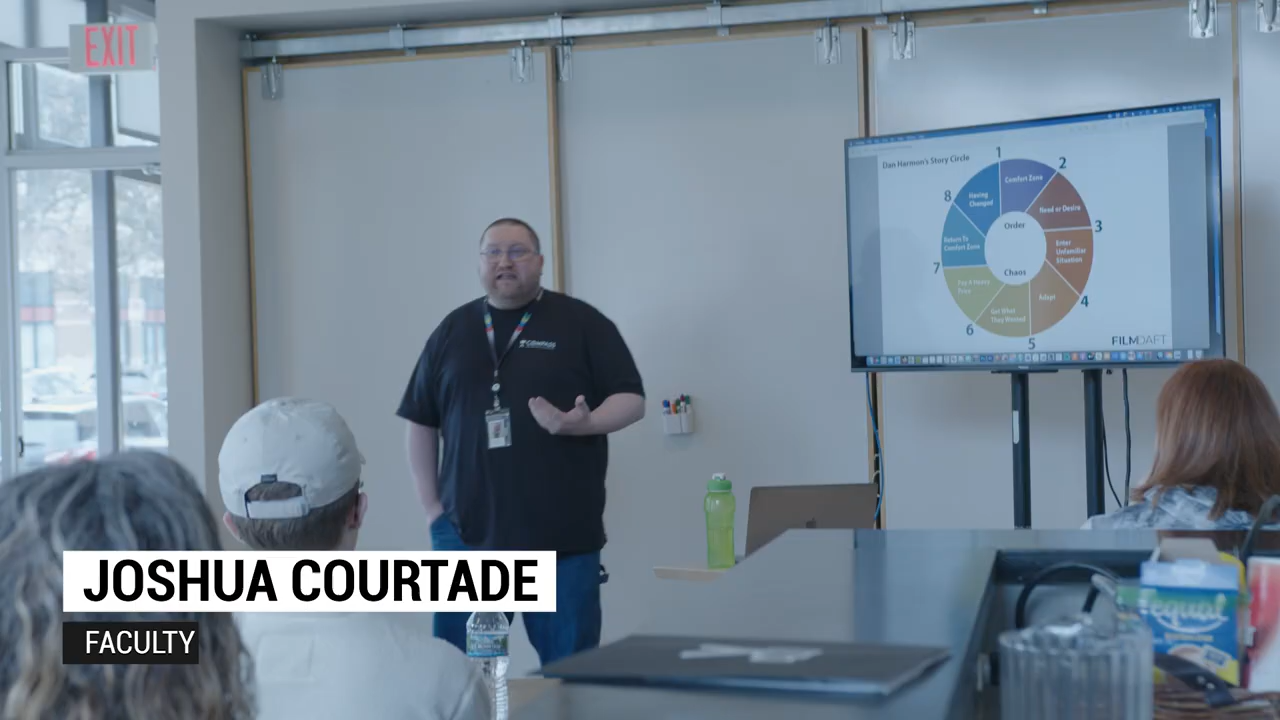 EXIT
Dan Harmon's Story Circle
1
Comfort Zone
2
Need or Desire
3
Enter
Unfamiliar
Situation
4
Adapt
5
Get What
They Wanted
6
Pay A Heavy
Price
7
Return To
Comfort Zone
8
Having
Changed
Order
Chaos
FILMDAFT
COMPASS
JOSHUA COURTADE
FACULTY
equal